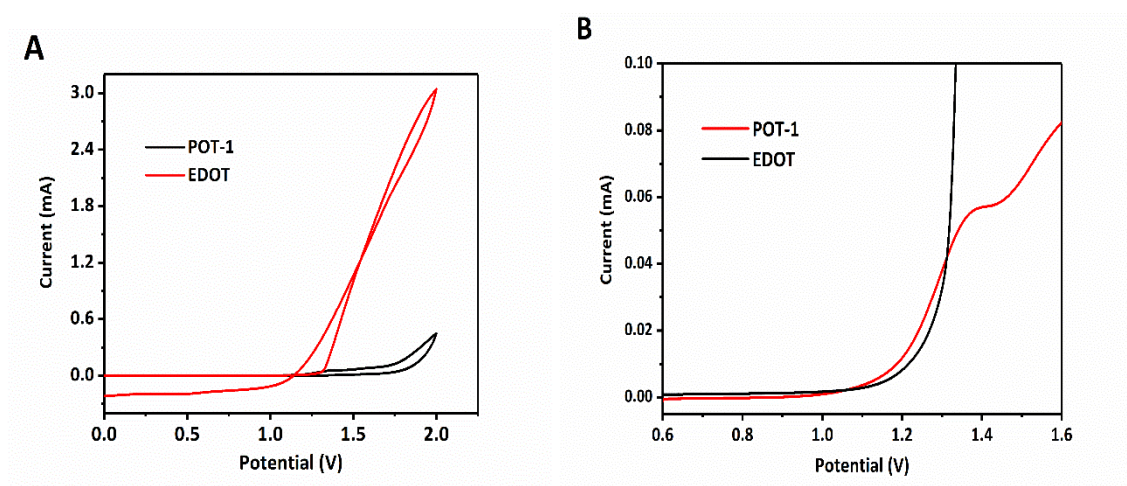 A
3.0
2.4
1.8
1.2
0.6
0.0
Current (mA)
POT-1
EDOT
0.0
0.5
1.0
1.5
2.0
Potential (V)
B
0.10
0.08
0.06
0.04
0.02
0.00
Current (mA)
POT-1
EDOT
0.6
0.8
1.0
1.2
1.4
1.6
Potential (V)